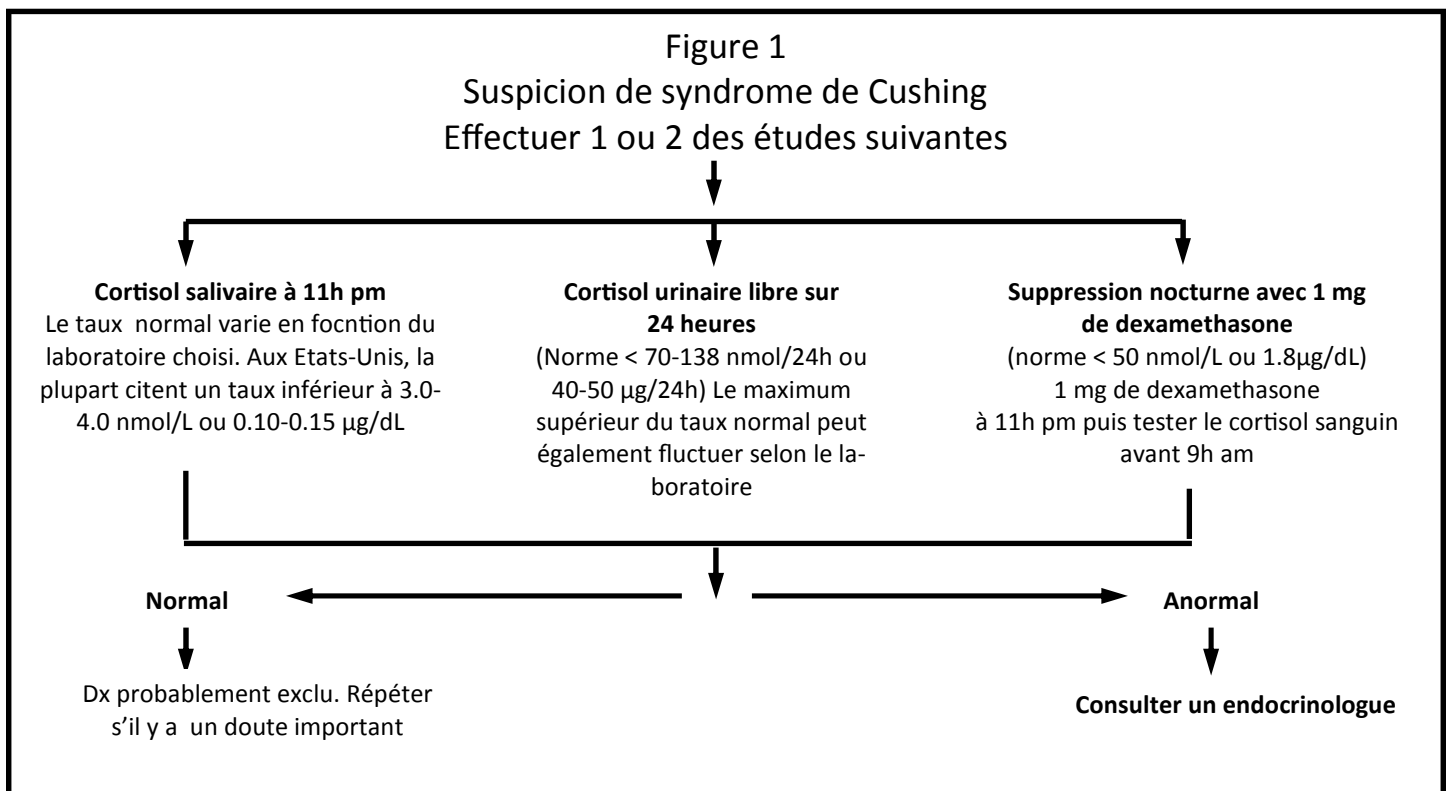 Figure 1
Suspicion de syndrome de Cushing
Effectuer 1 ou 2 des études suivantes
Cortisol salivaire à 11h pm
Le taux normal varie en focntion du
laboratoire choisi. Aux Etats-Unis, la
plupart citent un taux inférieur à 3.0-
4.0 nmol/L ou 0.10-0.15 µg/dL
Cortisol urinaire libre sur
24 heures
(Norme < 70-138 nmol/24h ou
40-50 µg/24h) Le maximum
supérieur du taux normal peut
également fluctuer selon le la-
boratoire
Suppression nocturne avec 1 mg
de dexamethasone
(norme < 50 nmol/L ou 1.8µg/dL)
1 mg de dexamethasone
à 11h pm puis tester le cortisol sanguin
avant 9h am
Normal
Anormal
Dx probablement exclu. Répéter
s’il y a un doute important
Consulter un endocrinologue